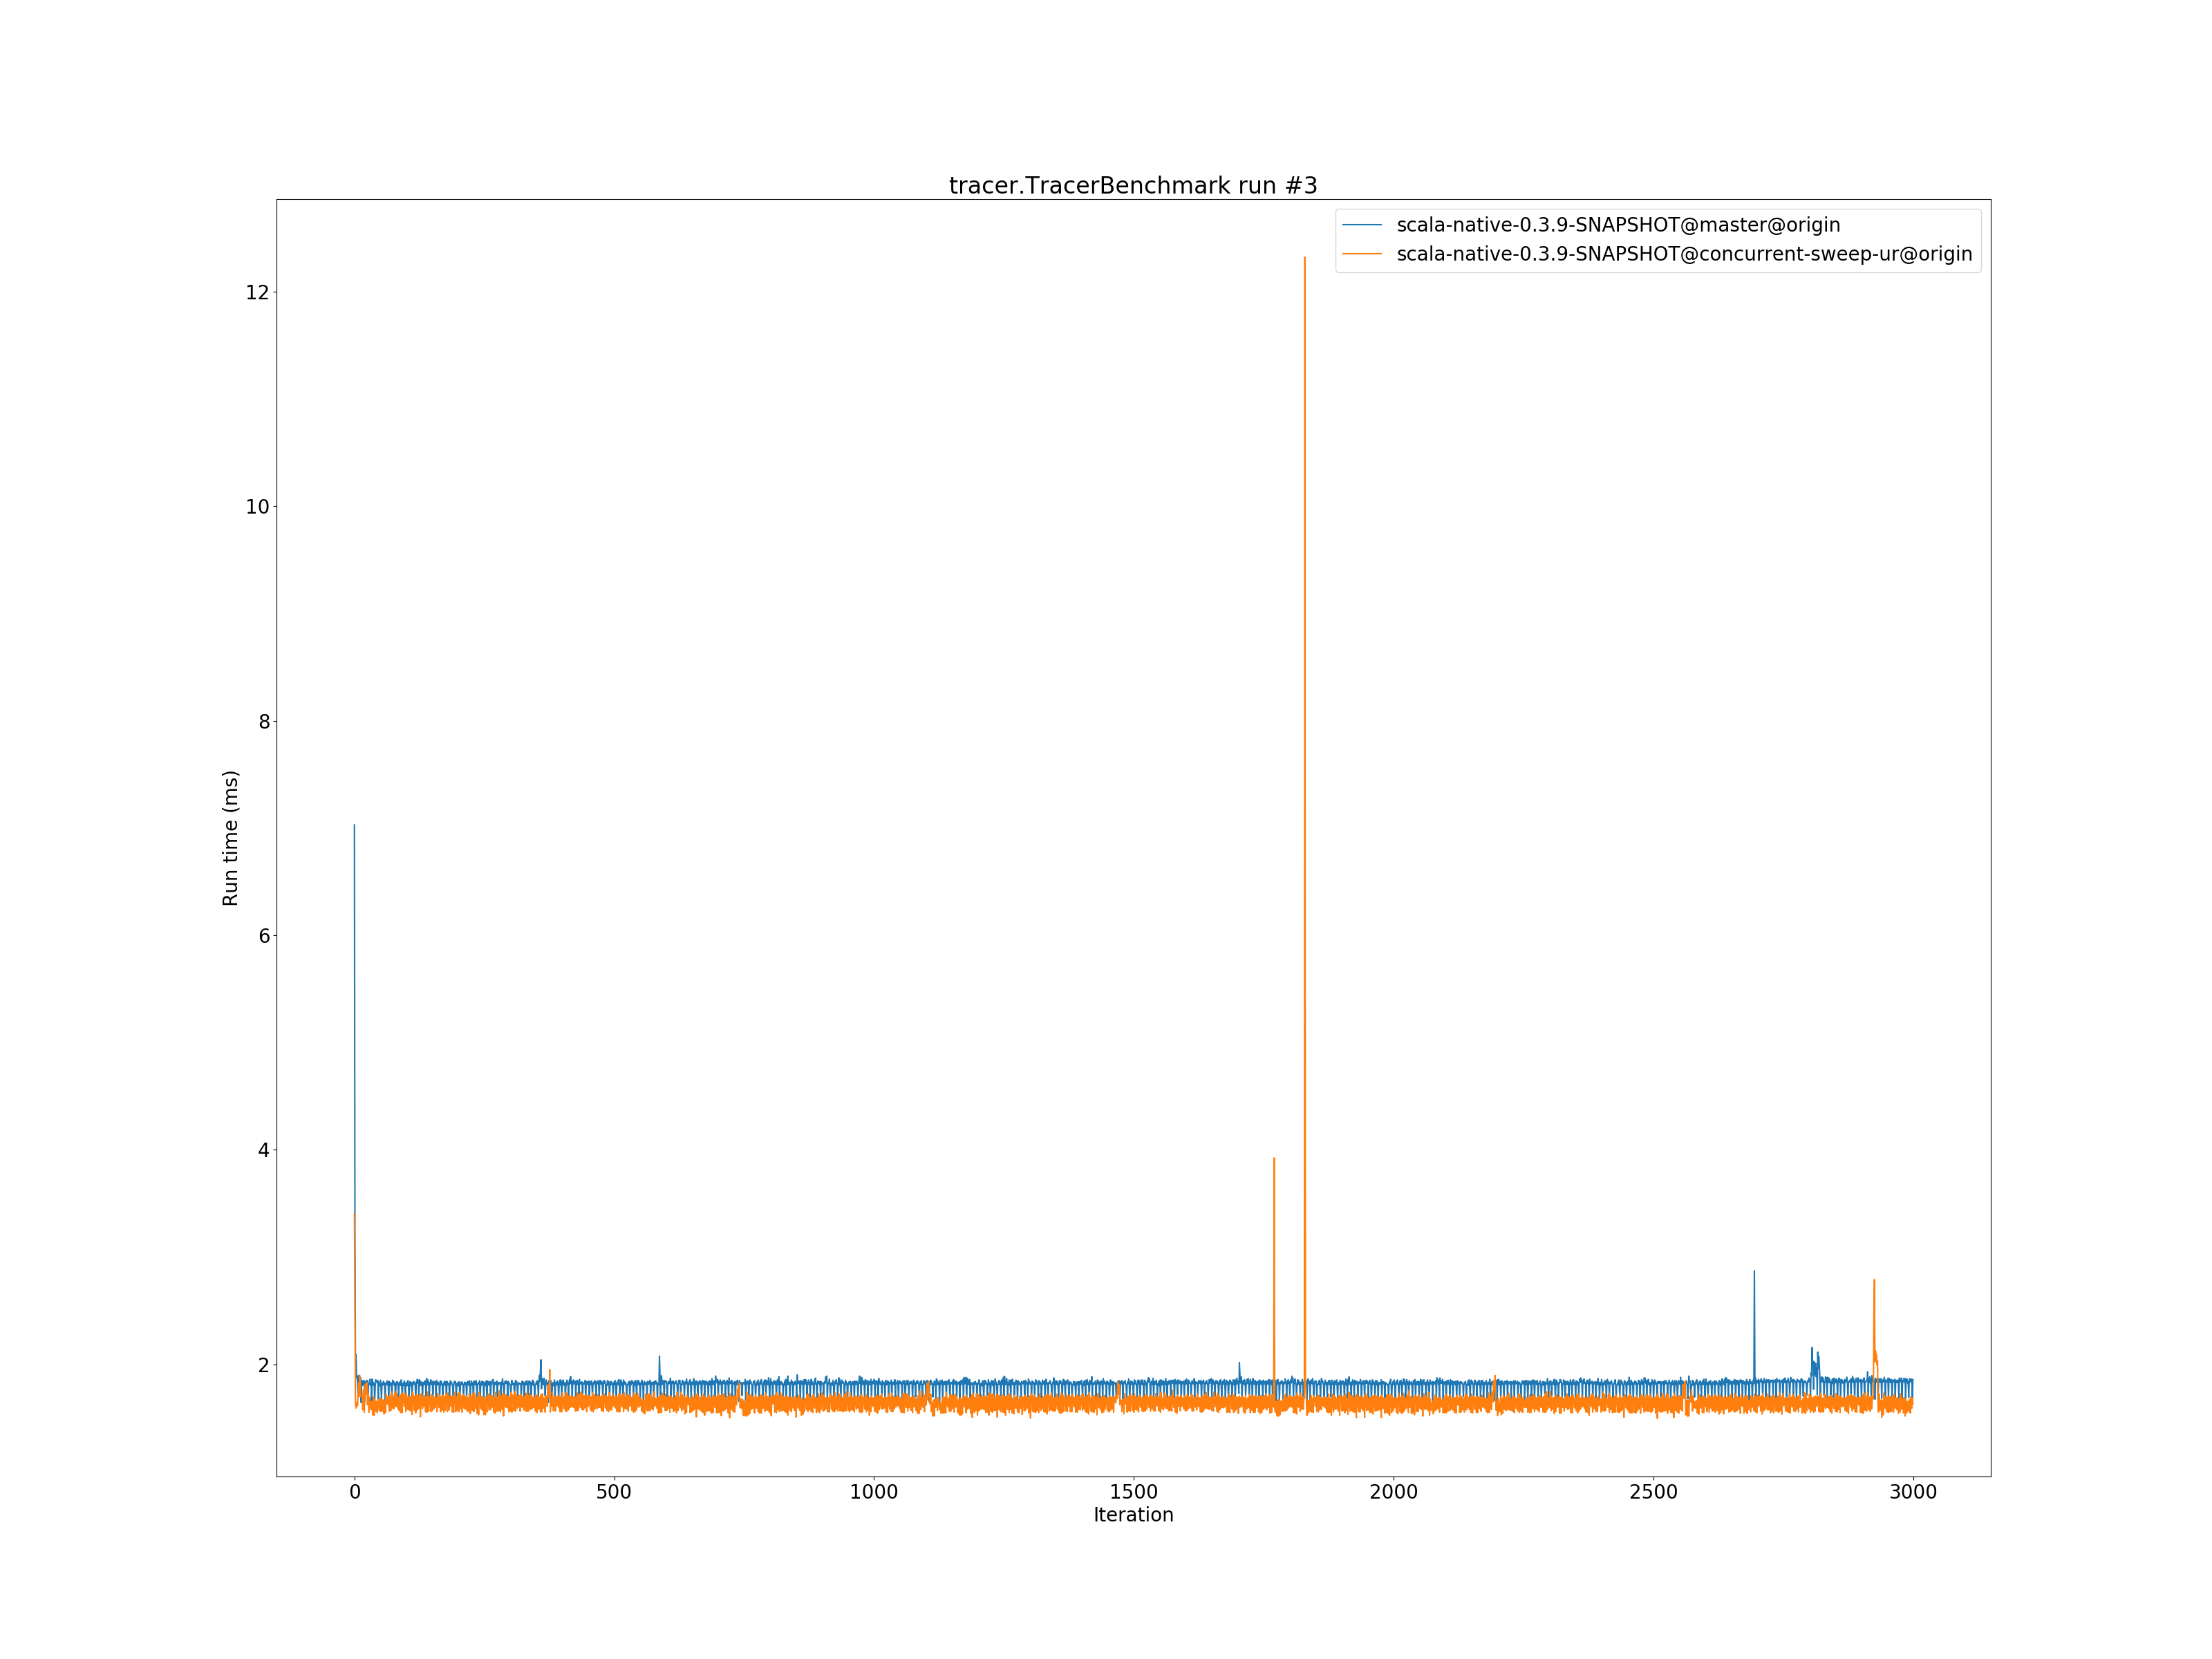 tracer.TracerBenchmark run #3
scala-native-0.3.9-SNAPSHOT@master@origin
scala-native-0.3.9-SNAPSHOT@concurrent-sweep-ur@origin
12
10
8
6
4
2
Run time (ms)
0 500 1000 1500 2000 2500 3000
Iteration